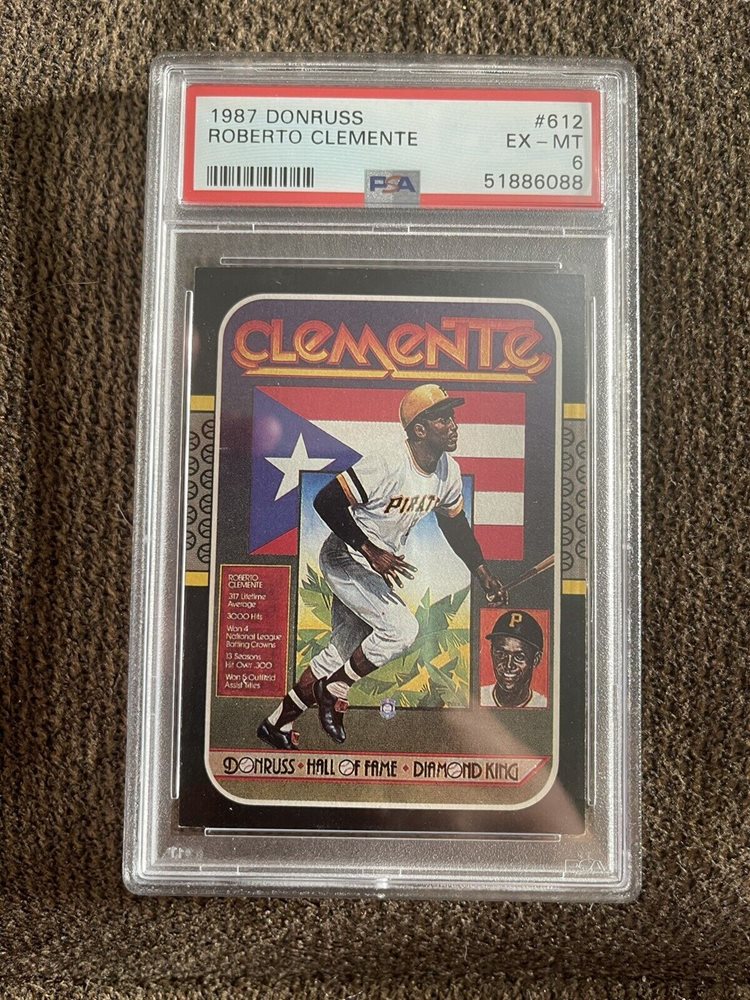 1987 DONRUSS
#612
ROBERTO CLEMENTE
EX - MT
6
PSA
51886088
CLEMENTE
PIRAT
ROBERTO
CLEMENTE
.317 Lifetime
Average
3000 Hits
Won 4
National League
Batting Crowns
13 Seasons
Hit Over .300
Won 5 Outfield
Assist Titles
P
DONRUSS • HALL OF FAME • DIAMOND KING
PSA